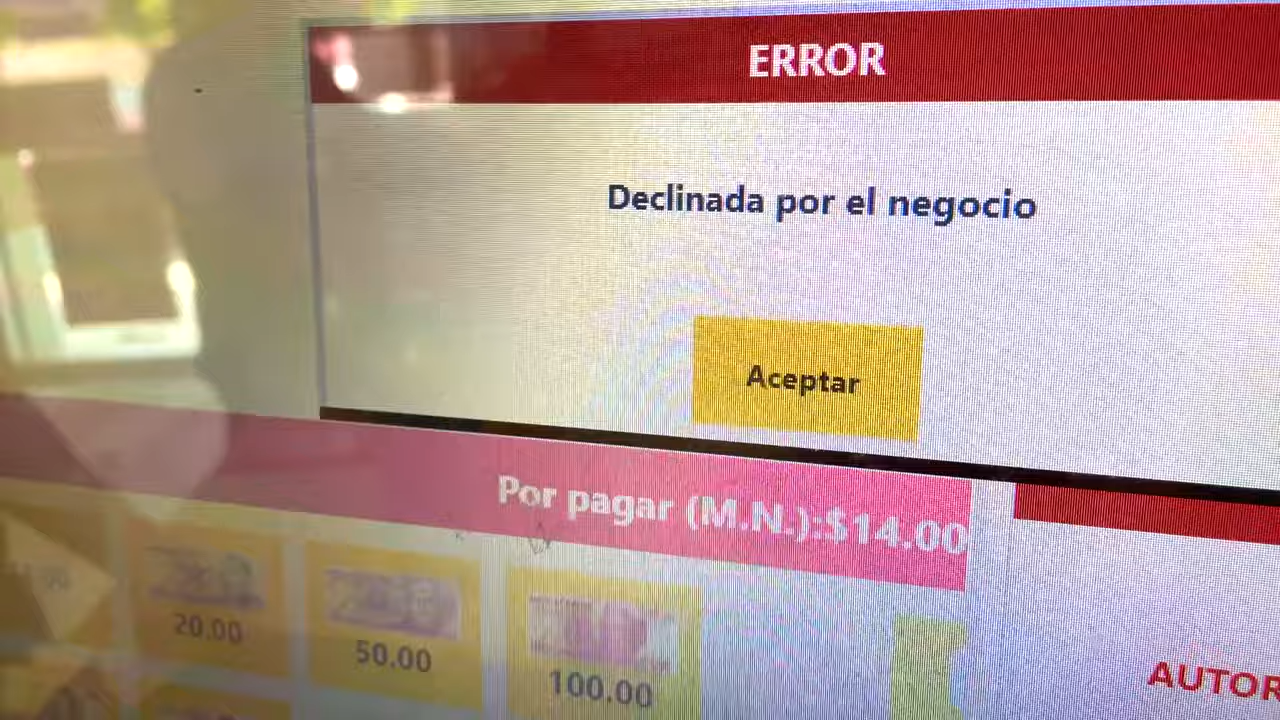 ERROR
Declinada por el negocio
Aceptar
Por pagar (M.N.):$14.00
20.00
50.00
100.00
AUTOR